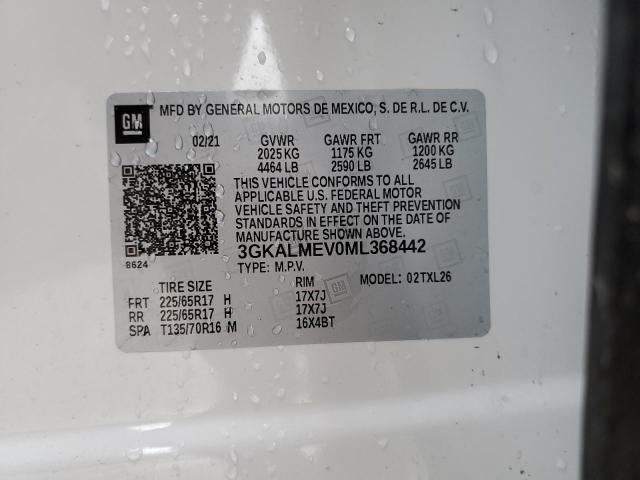 GM
MFD BY GENERAL MOTORS DE MEXICO, S. DE R.L. DE C.V.
02/21 GVWR GAWR FRT GAWR RR
2025 KG 1175 KG 1200 KG
4464 LB 2590 LB 2645 LB
THIS VEHICLE CONFORMS TO ALL
APPLICABLE U.S. FEDERAL MOTOR
VEHICLE SAFETY AND THEFT PREVENTION
STANDARDS IN EFFECT ON THE DATE OF
MANUFACTURE SHOWN ABOVE.
3GKALMEV0ML368442
8624
TYPE: M.P.V.
MODEL: 02TXL26
TIRE SIZE RIM
FRT 225/65R17 H 17X7J
RR 225/65R17 H 17X7J
SPA T135/70R16 M 16X4BT